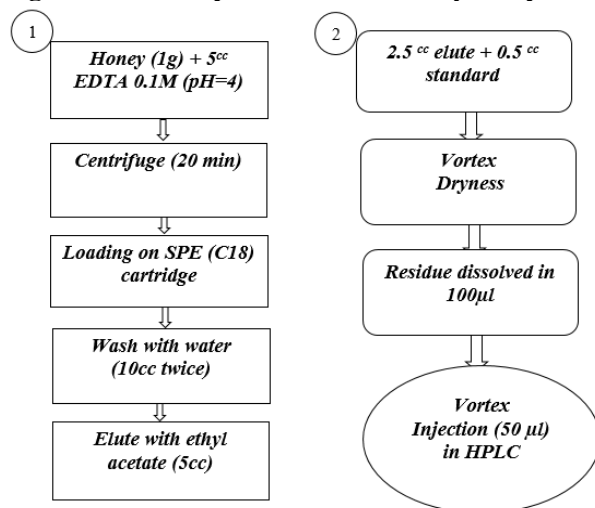 1
Honey (1g) + 5cc
EDTA 0.1M (pH=4)
Centrifuge (20 min)
Loading on SPE (C18)
cartridge
Wash with water
(10cc twice)
Elute with ethyl
acetate (5cc)
2
2.5 cc elute + 0.5 cc
standard
Vortex
Dryness
Residue dissolved in
100µl
Vortex
Injection (50 µl)
in HPLC